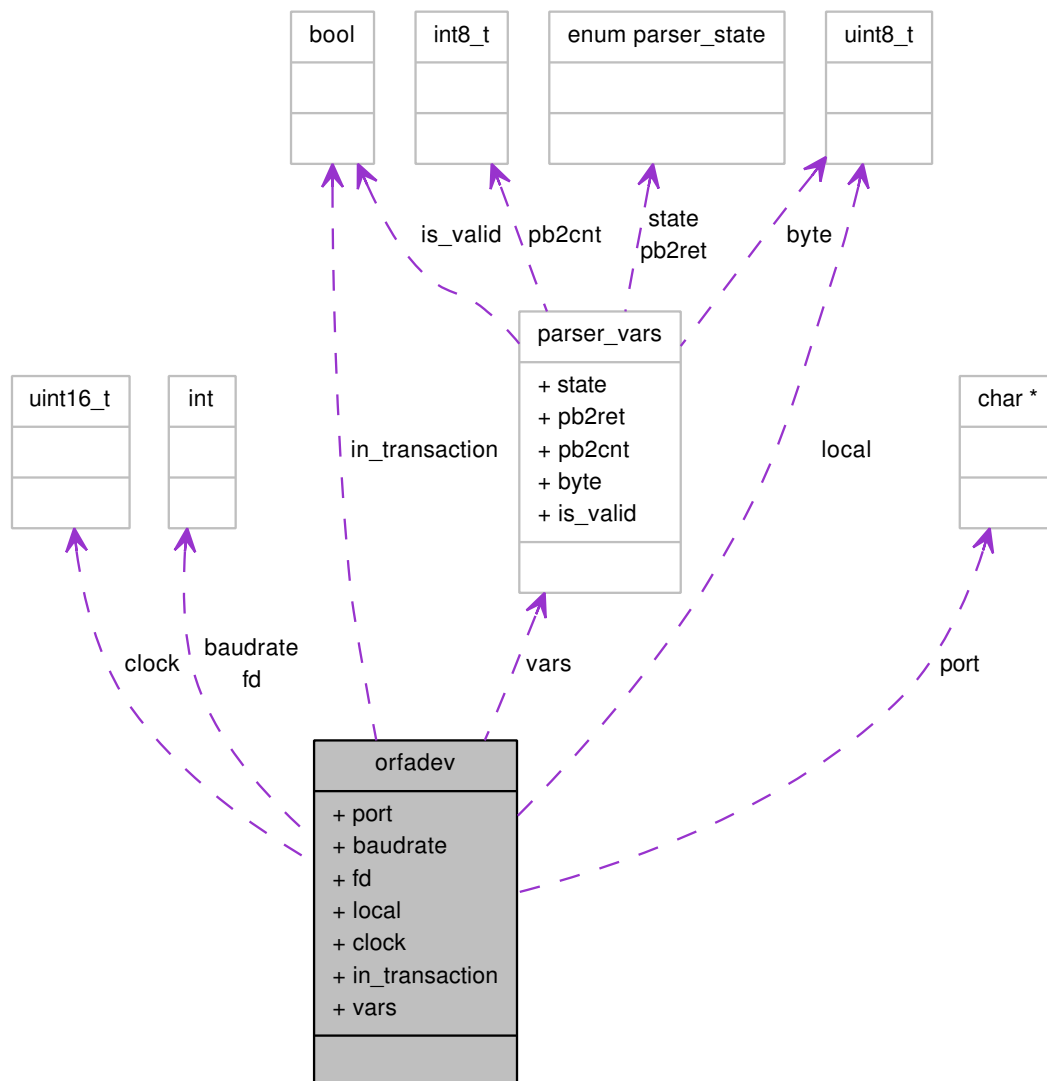 bool
int8_t
enum parser_state
uint8_t
is_valid
pb2cnt
state
pb2ret
byte
parser_vars
+ state
+ pb2ret
+ pb2cnt
+ byte
+ is_valid
uint16_t
int
char *
in_transaction
local
clock
baudrate
fd
vars
port
orfadev
+ port
+ baudrate
+ fd
+ local
+ clock
+ in_transaction
+ vars